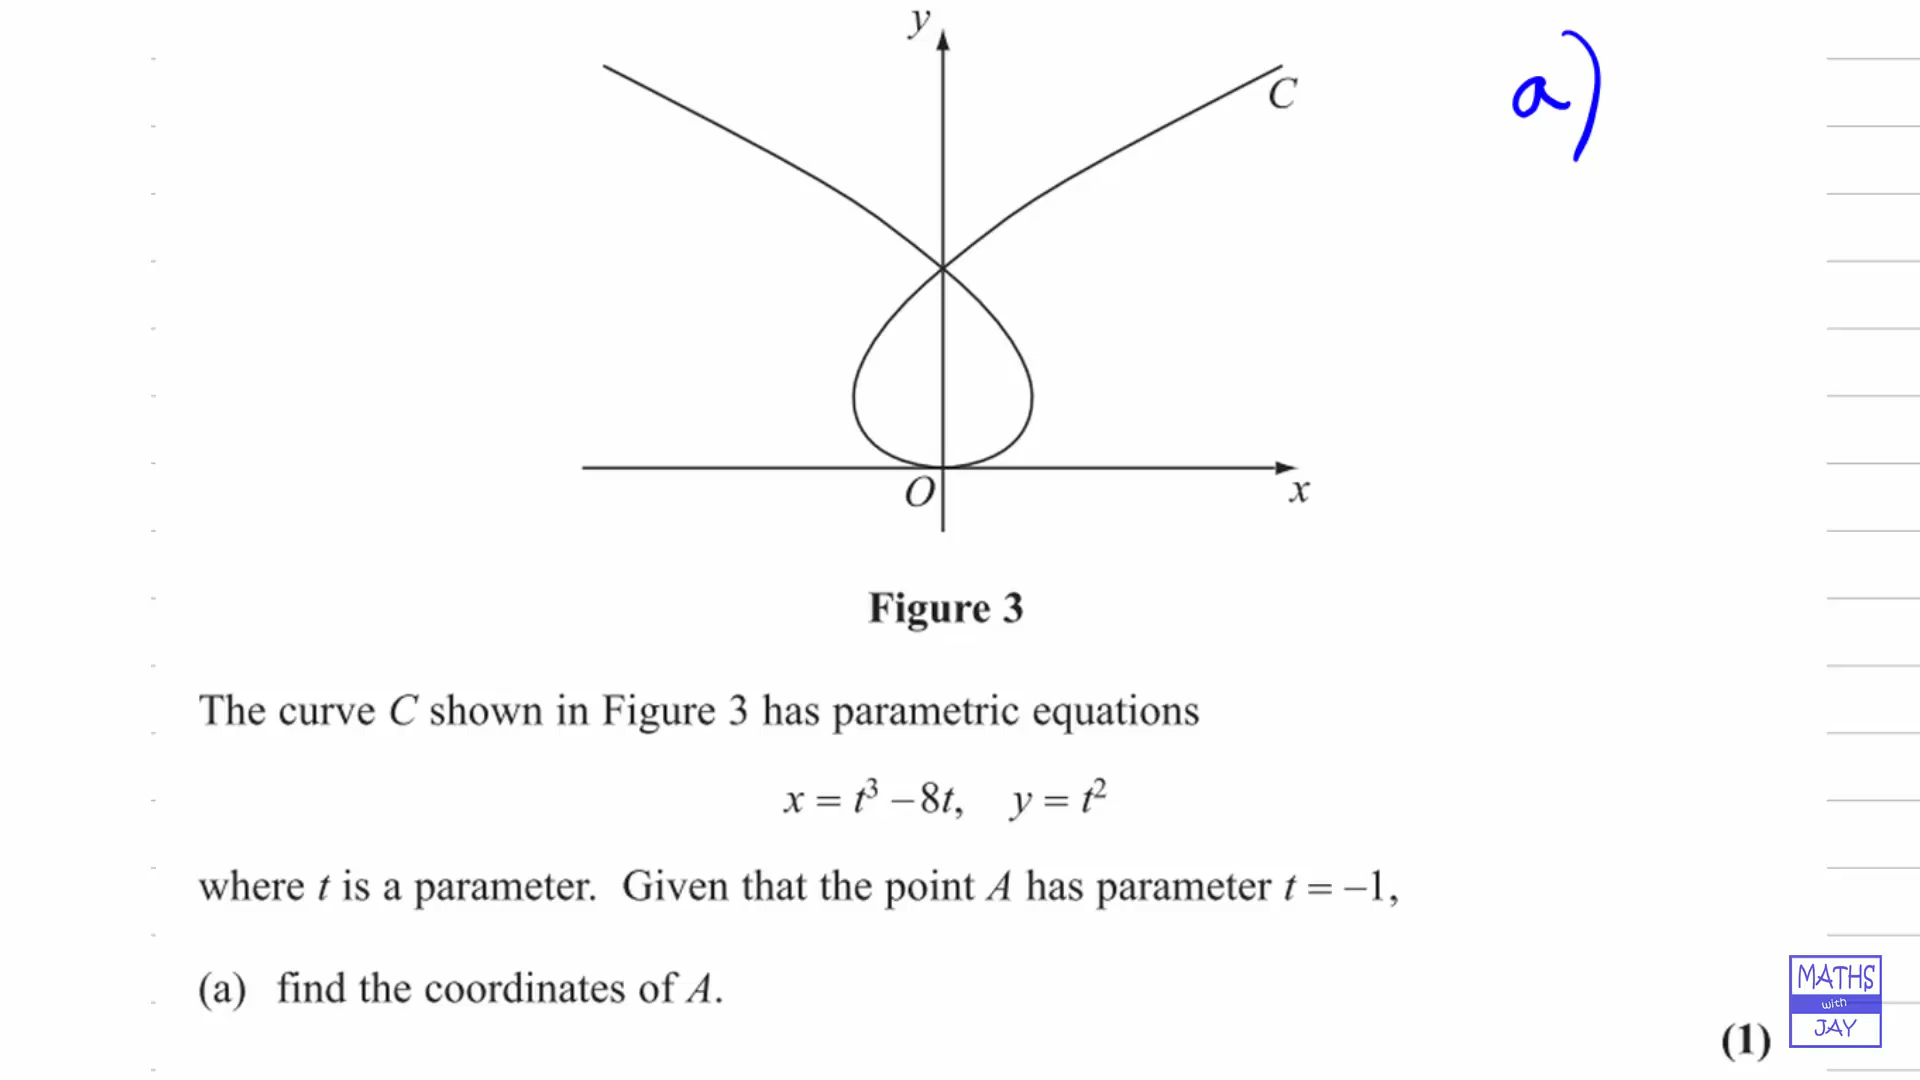 y
C
a)
O
x
Figure 3
The curve C shown in Figure 3 has parametric equations
x = t³ – 8t, y = t²
where t is a parameter. Given that the point A has parameter t = –1,
(a) find the coordinates of A.
(1)
MATHS
with
JAY